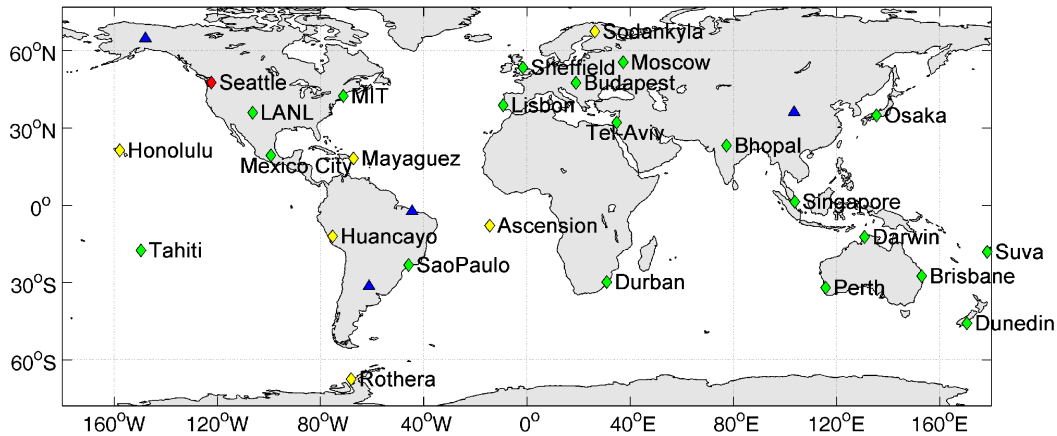 60°N
Sodankyla
Sheffield
Moscow
Seattle
Budapest
LANL
MIT
Lisbon
Osaka
30°N
Tel-Aviv
Honolulu
Mexico City
Mayaguez
Bhopal
0°
Singapore
Ascension
Huancayo
Darwin
Tahiti
SaoPaulo
Suva
30°S
Durban
Perth
Brisbane
Dunedin
60°S
Rothera
160°W 120°W 80°W 40°W 0° 40°E 80°E 120°E 160°E